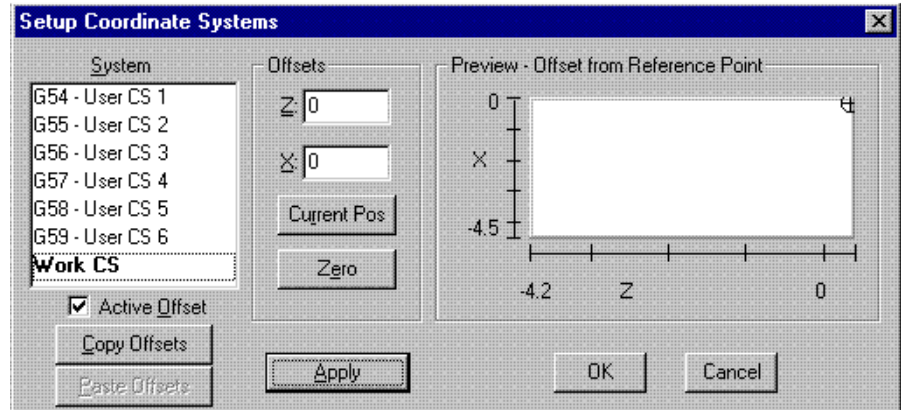 Setup Coordinate Systems
System
G54 - User CS 1
G55 - User CS 2
G56 - User CS 3
G57 - User CS 4
G58 - User CS 5
G59 - User CS 6
Work CS
Active Offset
Copy Offsets
Paste Offsets
Offsets
Z: 0
X: 0
Current Pos
Zero
Apply
Preview - Offset from Reference Point
0
X
-4.5
-4.2 Z 0
OK Cancel